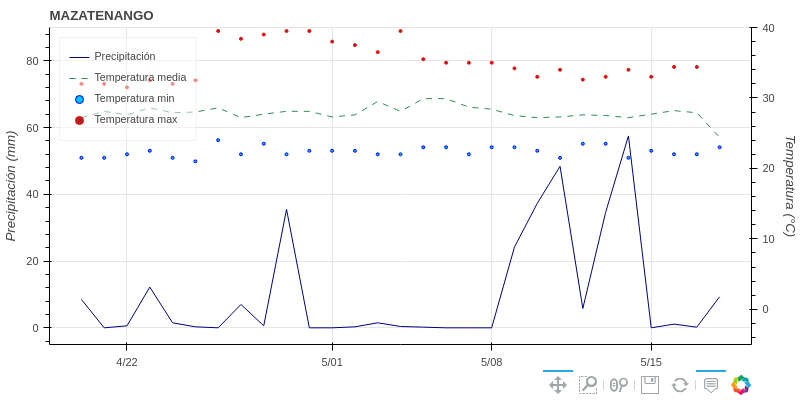 MAZATENANGO
Precipitación
Temperatura media
Temperatura min
Temperatura max
Precipitación (mm)
80
60
40
20
0
Temperatura (°C)
40
30
20
10
0
4/22
5/01
5/08
5/15